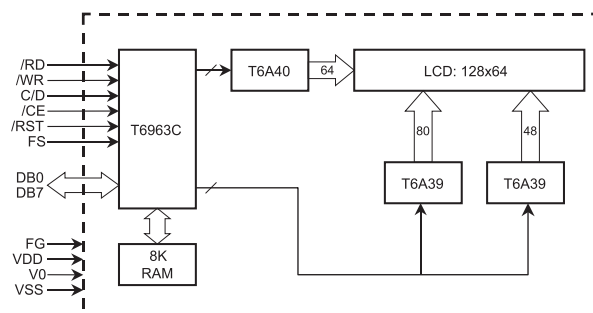 /RD
/WR
C/D
/CE
/RST
FS
DB0
DB7
FG
VDD
V0
VSS
T6963C
8K
RAM
T6A40
64
LCD: 128x64
80
48
T6A39
T6A39